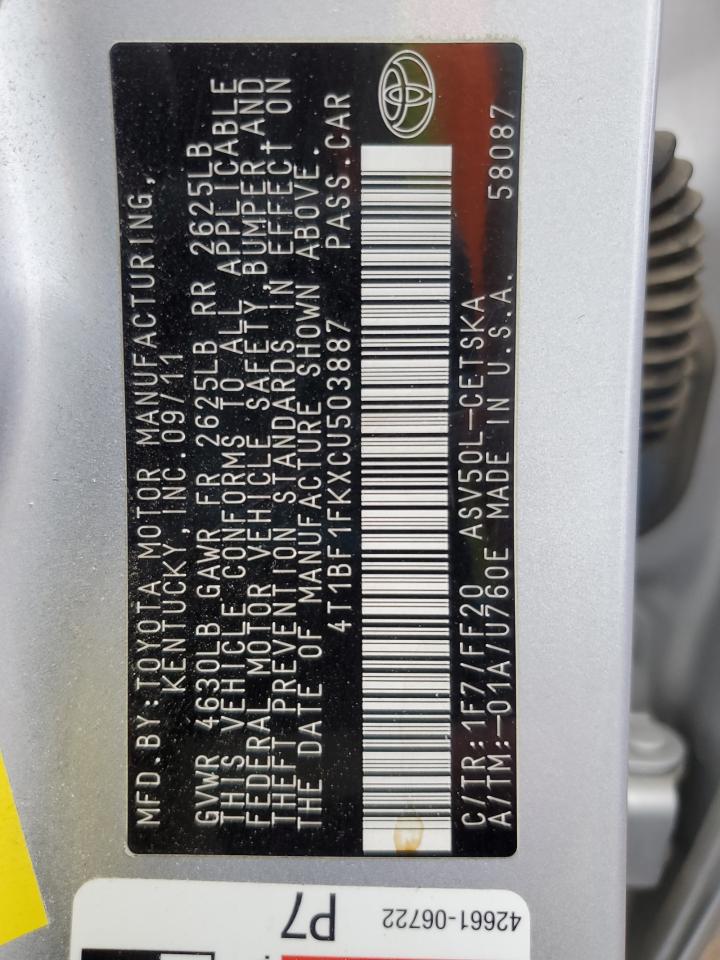 MFD.BY:TOYOTA MOTOR MANUFACTURING,
KENTUCKY, INC.09/11
GVWR 4630LB GAWR FR 2625LB RR 2625LB
THIS VEHICLE CONFORMS TO ALL APPLICABLE
FEDERAL MOTOR VEHICLE SAFETY, BUMPER,AND
THEFT PREVENTION STANDARDS IN EFFECT ON
THE DATE OF MANUFACTURE SHOWN ABOVE.
4T1BF1FKXCU503887 PASS.CAR
C/TR:1F7/FF20 ASV50L-CETSKA
A/TM:-01A/U760E MADE IN U.S.A. 58087
P7
42661-06722